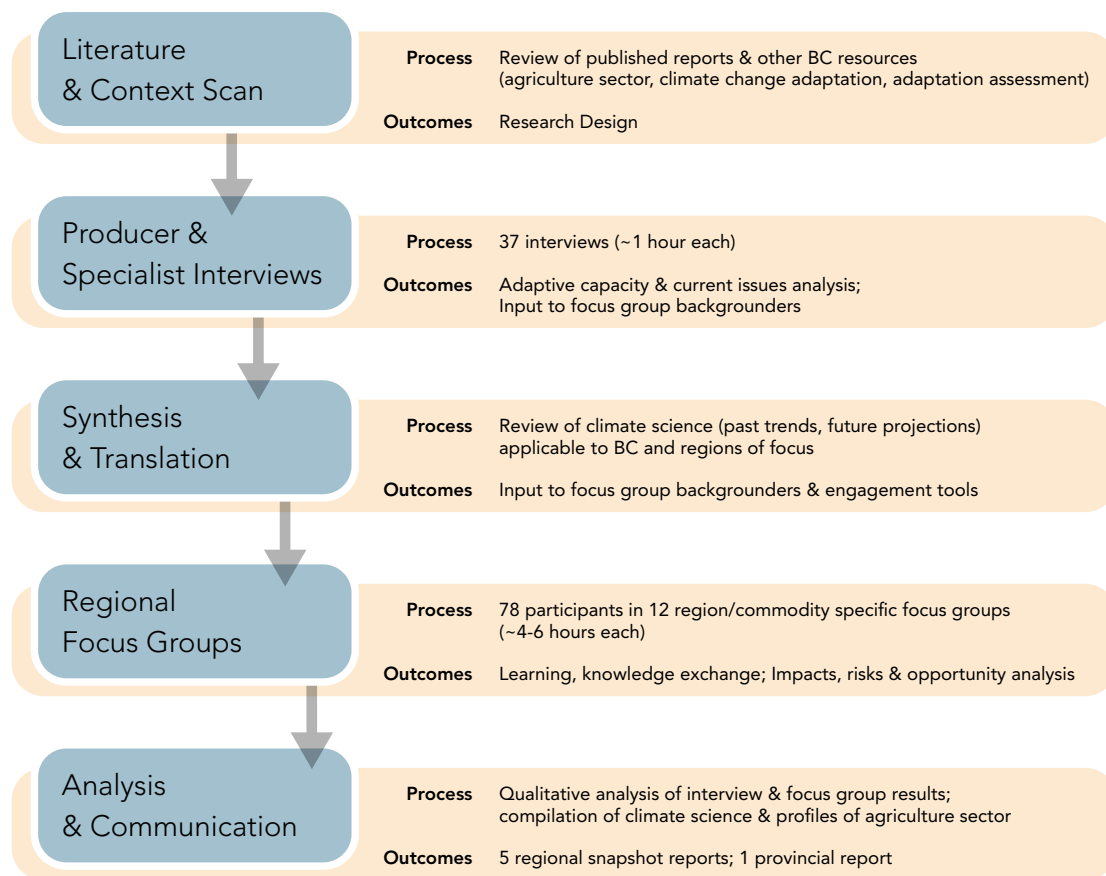 Literature
& Context Scan
Process Review of published reports & other BC resources
(agriculture sector, climate change adaptation, adaptation assessment)
Outcomes Research Design
Producer &
Specialist Interviews
Process 37 interviews (~1 hour each)
Outcomes Adaptive capacity & current issues analysis;
Input to focus group backgrounders
Synthesis
& Translation
Process Review of climate science (past trends, future projections)
applicable to BC and regions of focus
Outcomes Input to focus group backgrounders & engagement tools
Regional
Focus Groups
Process 78 participants in 12 region/commodity specific focus groups
(~4-6 hours each)
Outcomes Learning, knowledge exchange; Impacts, risks & opportunity analysis
Analysis
& Communication
Process Qualitative analysis of interview & focus group results;
compilation of climate science & profiles of agriculture sector
Outcomes 5 regional snapshot reports; 1 provincial report